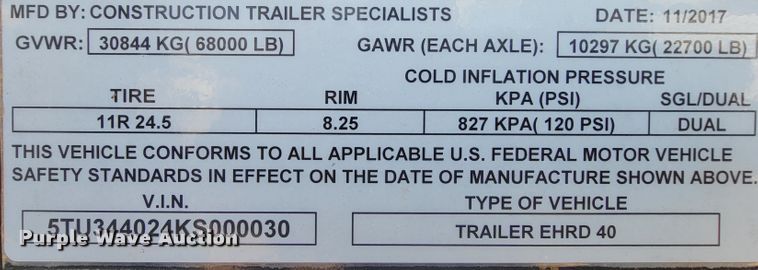 MFD BY: CONSTRUCTION TRAILER SPECIALISTS DATE: 11/2017
GVWR: 30844 KG( 68000 LB) GAWR (EACH AXLE): 10297 KG( 22700 LB)
COLD INFLATION PRESSURE
TIRE RIM KPA (PSI) SGL/DUAL
11R 24.5 8.25 827 KPA( 120 PSI) DUAL
THIS VEHICLE CONFORMS TO ALL APPLICABLE U.S. FEDERAL MOTOR VEHICLE
SAFETY STANDARDS IN EFFECT ON THE DATE OF MANUFACTURE SHOWN ABOVE.
V.I.N. TYPE OF VEHICLE
5TU344024KS000030 TRAILER EHRD 40
Purple Wave Auction